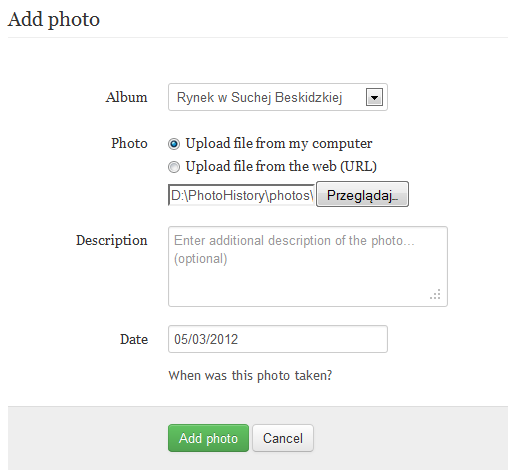 Add photo
Album
Rynek w Suchej Beskidzkiej
Photo
Upload file from my computer
Upload file from the web (URL)
D:\PhotoHistory\photos\
Przeglądaj..
Description
Enter additional description of the photo...
(optional)
Date
05/03/2012
When was this photo taken?
Add photo
Cancel